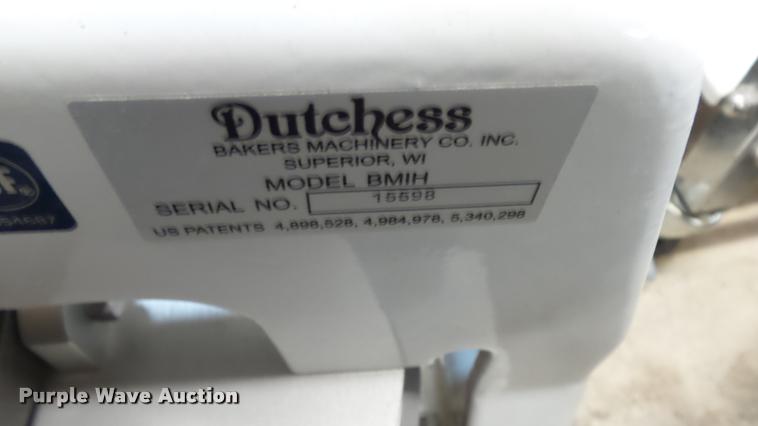 Dutchess
BAKERS MACHINERY CO. INC.
SUPERIOR, WI
MODEL BMIH
SERIAL NO. 15598
US PATENTS 4,898,528, 4,984,978, 5,340,298
Purple Wave Auction